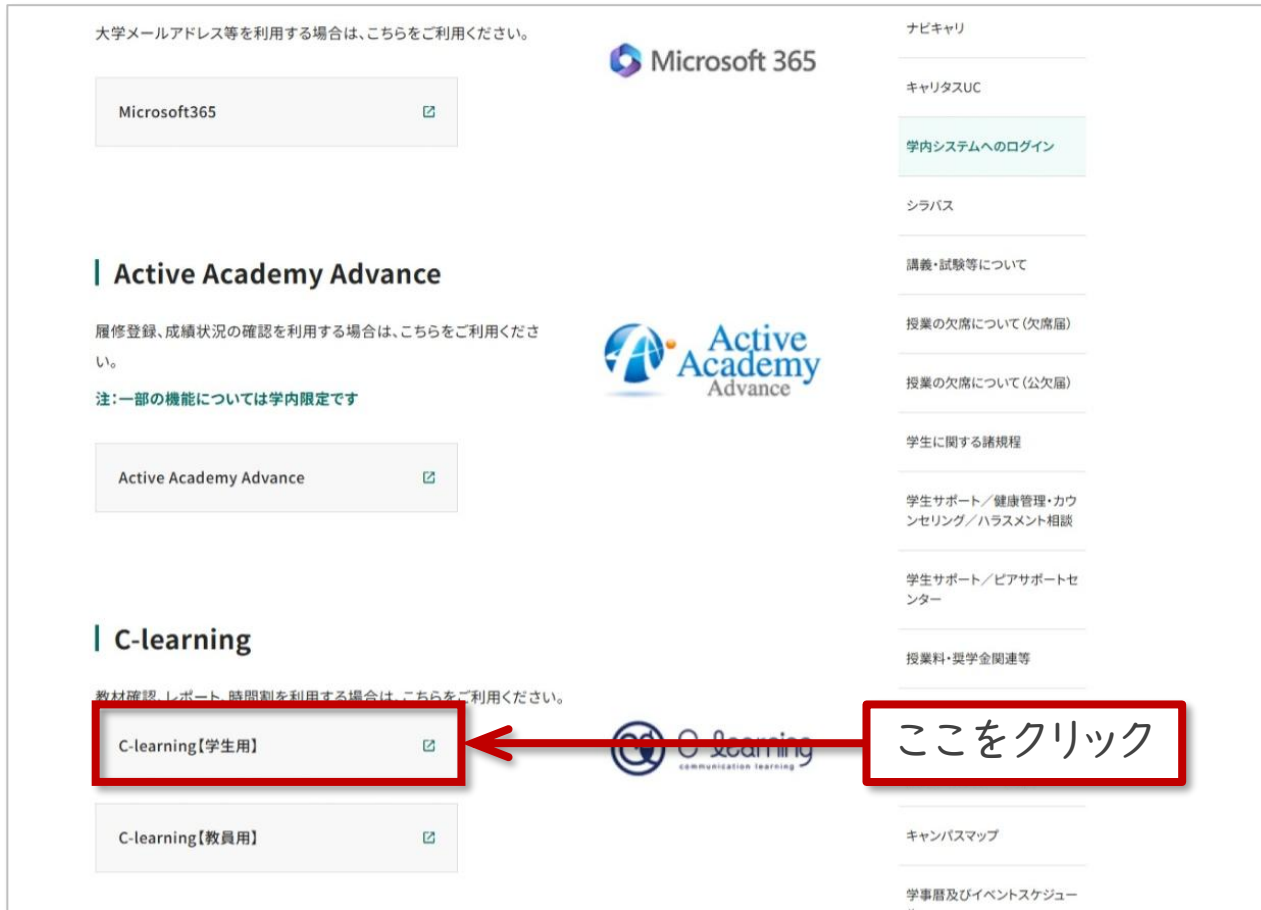 大学メールアドレス等を利用する場合は、こちらをご利用ください。
Microsoft 365
Microsoft365
Active Academy Advance
履修登録、成績状況の確認を利用する場合は、こちらをご利用くださ
い。
注：一部の機能については学内限定です
Active
Academy
Advance
Active Academy Advance
C-learning
教材確認、レポート、時間割を利用する場合は、こちらをご利用ください。
C-learning【学生用】
C-learning
communication learning
ここをクリック
C-learning【教員用】
ナビキャリ
キャリタスUC
学内システムへのログイン
シラバス
講義・試験等について
授業の欠席について（欠席届）
授業の欠席について（公欠届）
学生に関する諸規程
学生サポート／健康管理・カウ
ンセリング／ハラスメント相談
学生サポート／ピアサポートセ
ンター
授業料・奨学金関連等
キャンパスマップ
学事暦及びイベントスケジュー